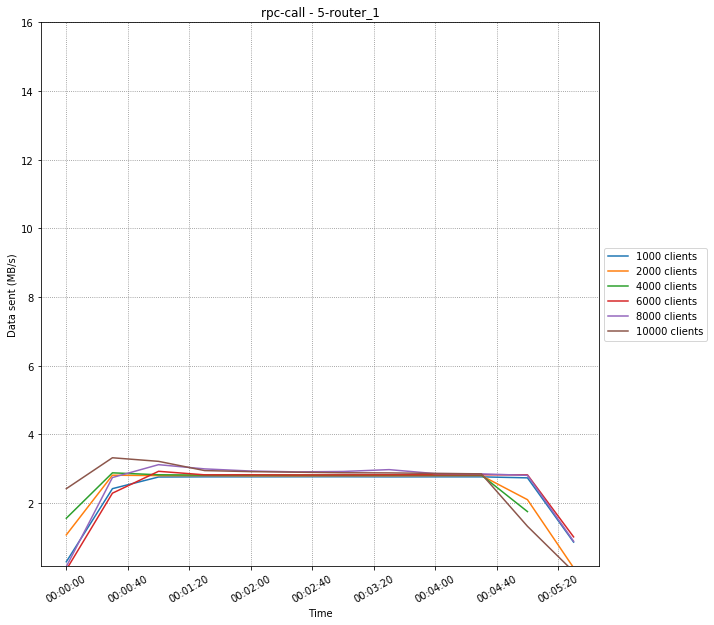 rpc-call - 5-router_1
Data sent (MB/s)
16
14
12
10
8
6
4
2
00:00:00
00:00:40
00:01:20
00:02:00
00:02:40
00:03:20
00:04:00
00:04:40
00:05:20
Time
1000 clients
2000 clients
4000 clients
6000 clients
8000 clients
10000 clients